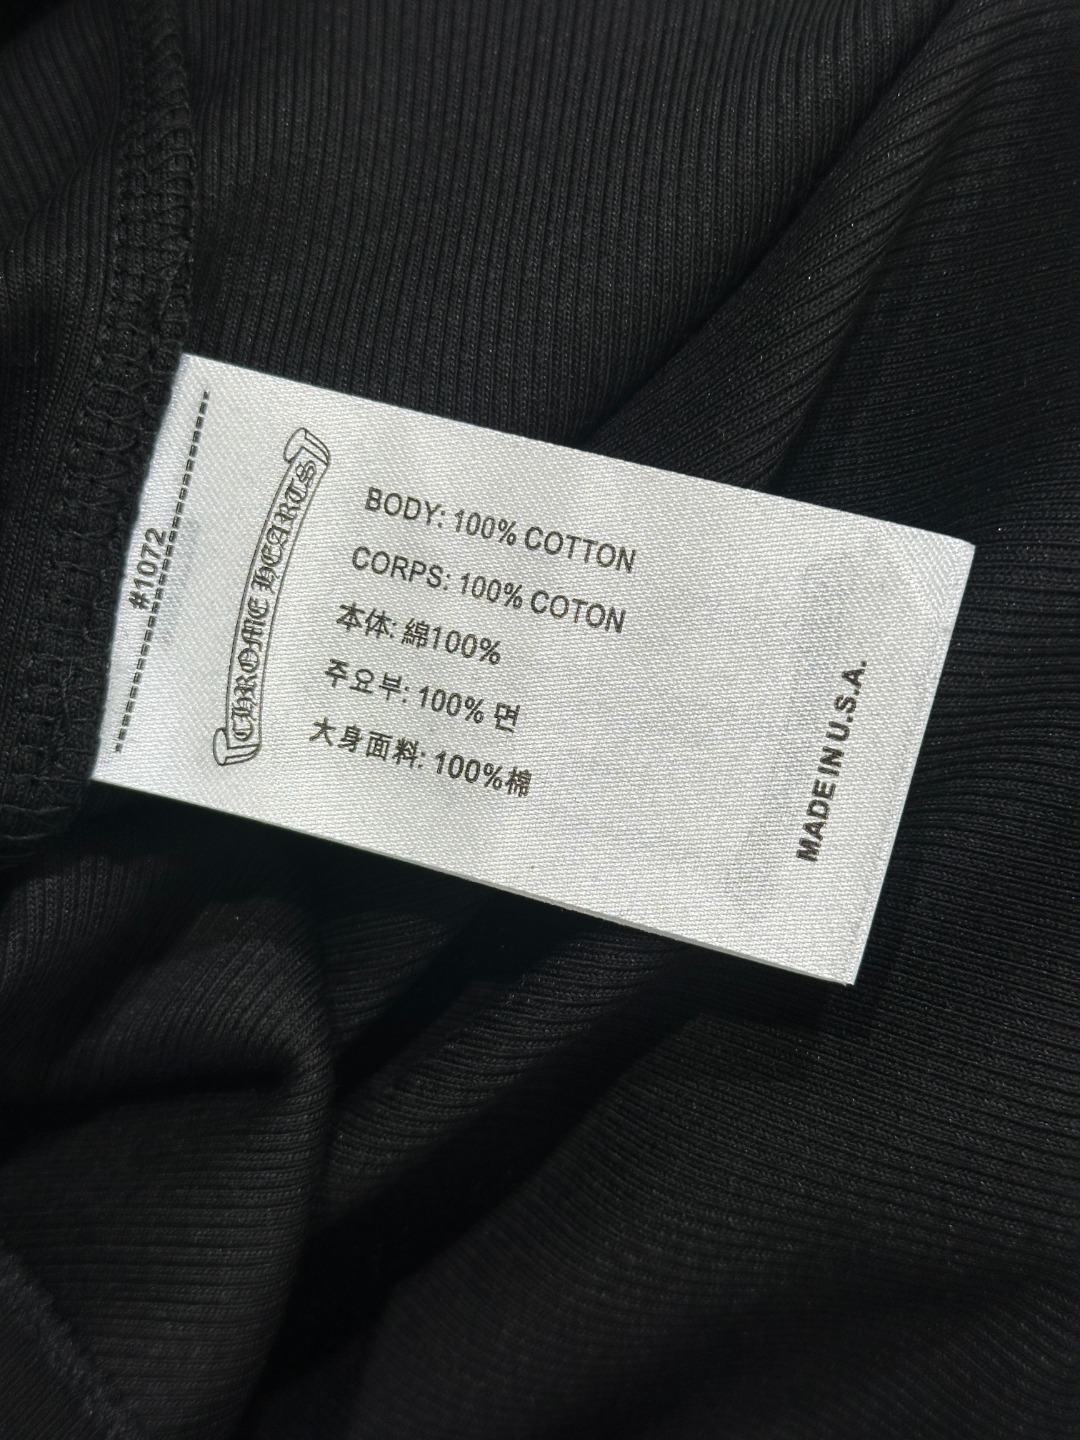 #1072
CHROME HEARTS
BODY: 100% COTTON
CORPS: 100% COTON
本体: 綿100%
주요부: 100% 면
大身面料: 100%棉
MADE IN U.S.A.